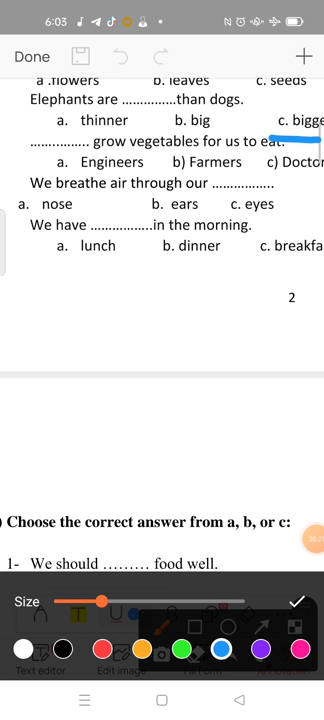 6:03
Done
a .flowers b. leaves c. seeds
Elephants are ...............than dogs.
a. thinner b. big c. bigge
................ grow vegetables for us to eat.
a. Engineers b) Farmers c) Doctor
We breathe air through our .................
a. nose b. ears c. eyes
We have .................in the morning.
a. lunch b. dinner c. breakfa
2
) Choose the correct answer from a, b, or c:
1- We should ......... food well.
Size
Text editor Edit image Annotation